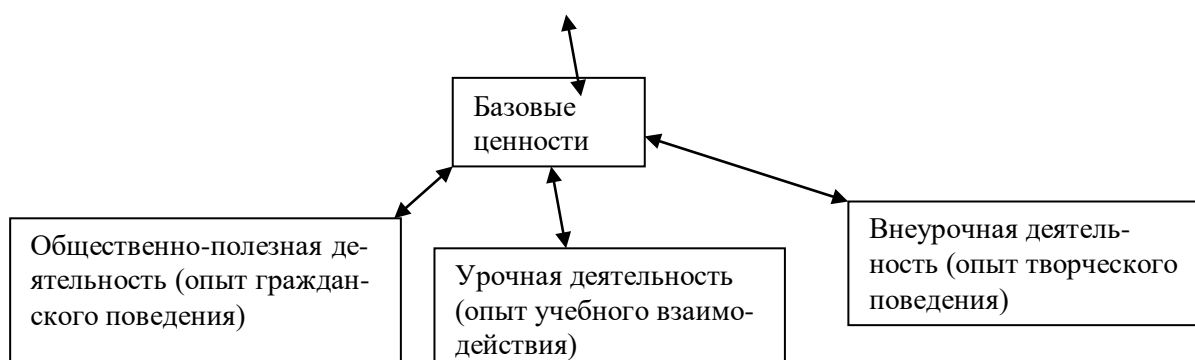 Базовые
ценности
Общественно-полезная де-
ятельность (опыт граждан-
ского поведения)
Урочная деятельность
(опыт учебного взаимо-
действия)
Внеурочная деятель-
ность (опыт творческого
поведения)